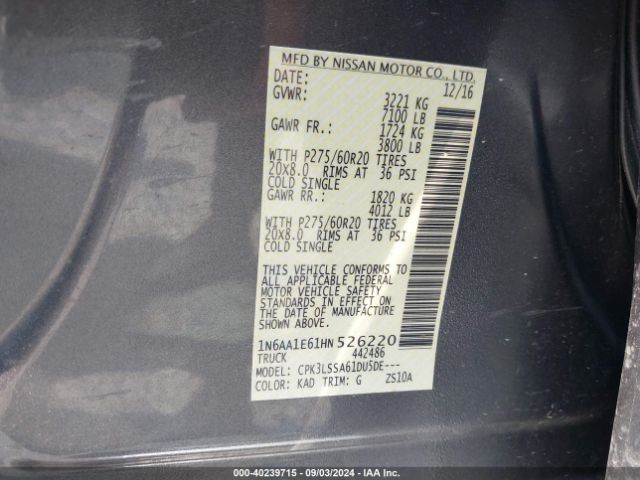 MFD BY NISSAN MOTOR CO., LTD.
DATE: 12/16
GVWR: 3221 KG
7100 LB
GAWR FR.: 1724 KG
3800 LB
WITH P275/60R20 TIRES
20X8.0 RIMS AT 36 PSI
COLD SINGLE
GAWR RR.: 1820 KG
4012 LB
WITH P275/60R20 TIRES
20X8.0 RIMS AT 36 PSI
COLD SINGLE
THIS VEHICLE CONFORMS TO
ALL APPLICABLE FEDERAL
MOTOR VEHICLE SAFETY
STANDARDS IN EFFECT ON
THE DATE OF MANUFACTURE
SHOWN ABOVE.
1N6AA1E61HN 526220
TRUCK 442486
MODEL: CPK3LSSA61DU5DE---
COLOR: KAD TRIM: G ZS10A
000-40239715 - 09/03/2024 - IAA Inc.